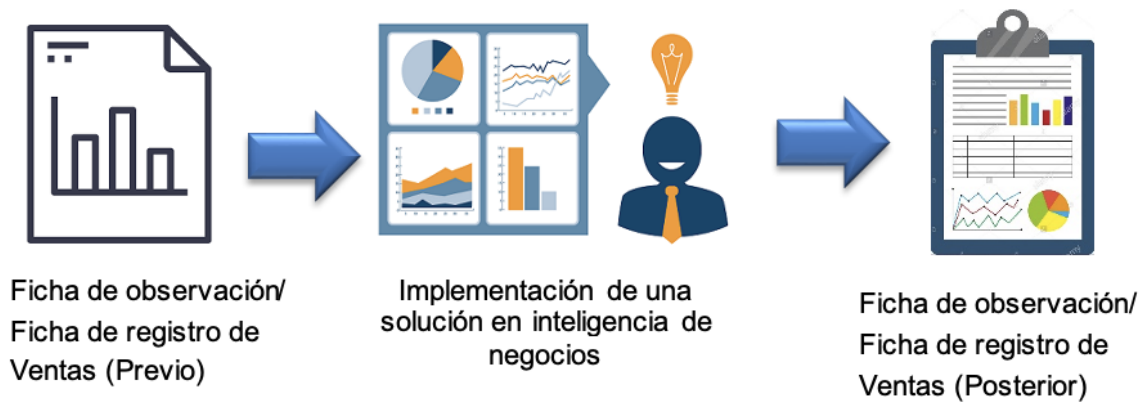 Ficha de observación/
Ficha de registro de
Ventas (Previo)
Implementación de una
solución en inteligencia de
negocios
Ficha de observación/
Ficha de registro de
Ventas (Posterior)